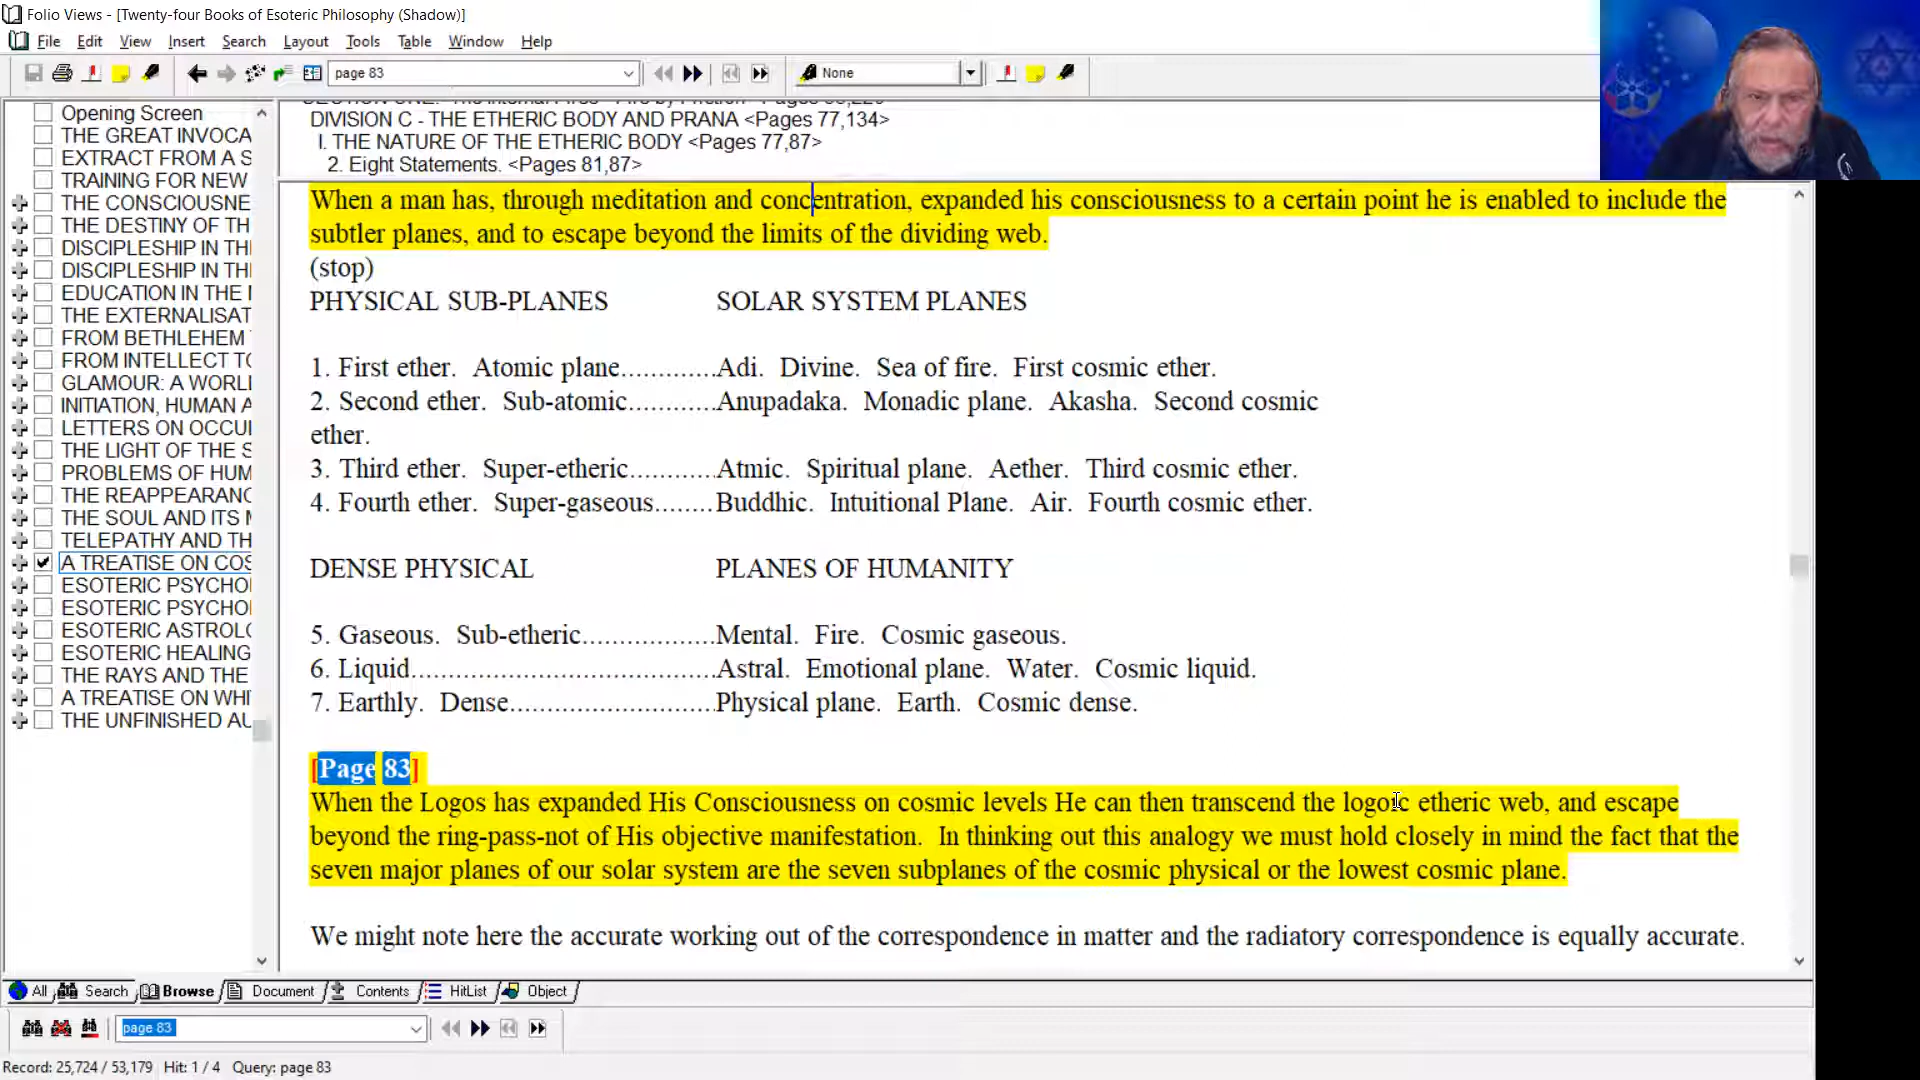 Folio Views - [Twenty-four Books of Esoteric Philosophy (Shadow)]
File Edit View Insert Search Layout Tools Table Window Help
page 83
None
Opening Screen
THE GREAT INVOCA
EXTRACT FROM A S
TRAINING FOR NEW
THE CONSCIOUSNE
THE DESTINY OF TH
DISCIPLESHIP IN THI
DISCIPLESHIP IN THI
EDUCATION IN THE I
THE EXTERNALISAT
FROM BETHLEHEM
FROM INTELLECT TO
GLAMOUR: A WORLI
INITIATION, HUMAN A
LETTERS ON OCCUI
THE LIGHT OF THE S
PROBLEMS OF HUM
THE REAPPEARANC
THE SOUL AND ITS M
TELEPATHY AND TH
A TREATISE ON COS
ESOTERIC PSYCHOI
ESOTERIC PSYCHOI
ESOTERIC ASTROLO
ESOTERIC HEALING
THE RAYS AND THE
A TREATISE ON WHI
THE UNFINISHED AU
DIVISION C - THE ETHERIC BODY AND PRANA <Pages 77,134>
I. THE NATURE OF THE ETHERIC BODY <Pages 77,87>
2. Eight Statements. <Pages 81,87>
When a man has, through meditation and concentration, expanded his consciousness to a certain point he is enabled to include the
subtler planes, and to escape beyond the limits of the dividing web.
(stop)
PHYSICAL SUB-PLANES SOLAR SYSTEM PLANES
1. First ether. Atomic plane.............Adi. Divine. Sea of fire. First cosmic ether.
2. Second ether. Sub-atomic............Anupadaka. Monadic plane. Akasha. Second cosmic
ether.
3. Third ether. Super-etheric............Atmic. Spiritual plane. Aether. Third cosmic ether.
4. Fourth ether. Super-gaseous........Buddhic. Intuitional Plane. Air. Fourth cosmic ether.
DENSE PHYSICAL PLANES OF HUMANITY
5. Gaseous. Sub-etheric..................Mental. Fire. Cosmic gaseous.
6. Liquid.........................................Astral. Emotional plane. Water. Cosmic liquid.
7. Earthly. Dense...........................Physical plane. Earth. Cosmic dense.
[Page 83]
When the Logos has expanded His Consciousness on cosmic levels He can then transcend the logoic etheric web, and escape
beyond the ring-pass-not of His objective manifestation. In thinking out this analogy we must hold closely in mind the fact that the
seven major planes of our solar system are the seven subplanes of the cosmic physical or the lowest cosmic plane.
We might note here the accurate working out of the correspondence in matter and the radiatory correspondence is equally accurate.
All Search Browse Document Contents HitList Object
page 83
Record: 25,724 / 53,179 Hit: 1 / 4 Query: page 83